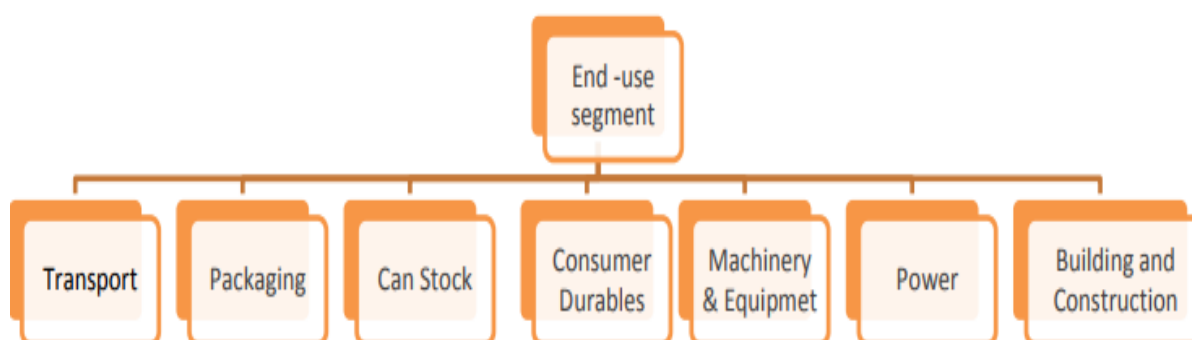 End -use
segment
Transport
Packaging
Can Stock
Consumer
Durables
Machinery
& Equipmet
Power
Building and
Construction